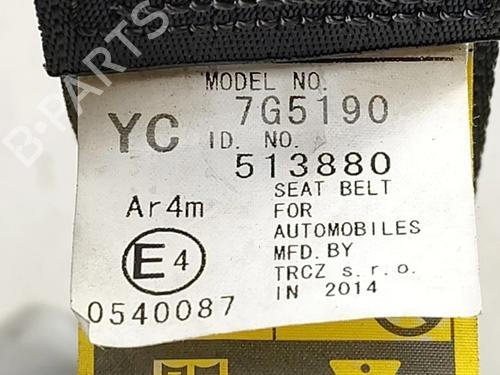 MODEL NO.
7G5190
YC
ID. NO.
513880
Ar4m
SEAT BELT
FOR
AUTOMOBILES
MFD. BY
TRCZ s.r.o.
IN 2014
E4
0540087
B-PARTS